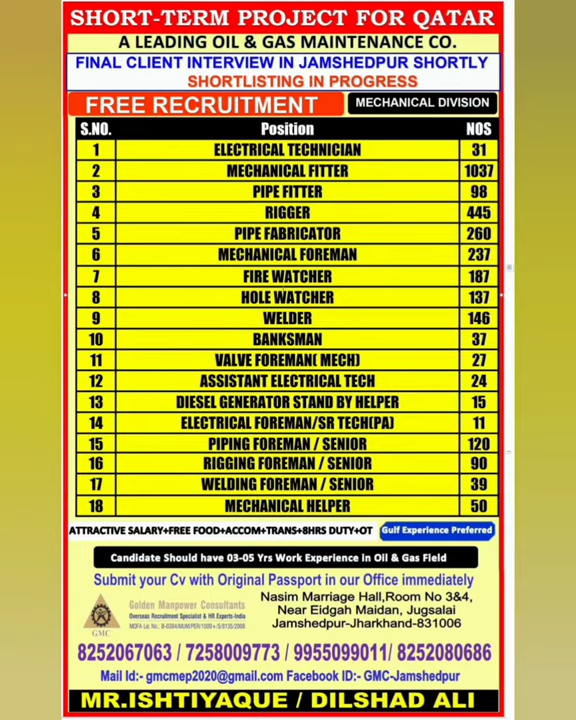 SHORT-TERM PROJECT FOR QATAR
A LEADING OIL & GAS MAINTENANCE CO.
FINAL CLIENT INTERVIEW IN JAMSHEDPUR SHORTLY
SHORTLISTING IN PROGRESS
FREE RECRUITMENT MECHANICAL DIVISION
S.NO. Position NOS
1 ELECTRICAL TECHNICIAN 31
2 MECHANICAL FITTER 1037
3 PIPE FITTER 98
4 RIGGER 445
5 PIPE FABRICATOR 260
6 MECHANICAL FOREMAN 237
7 FIRE WATCHER 187
8 HOLE WATCHER 137
9 WELDER 146
10 BANKSMAN 37
11 VALVE FOREMAN( MECH) 27
12 ASSISTANT ELECTRICAL TECH 24
13 DIESEL GENERATOR STAND BY HELPER 15
14 ELECTRICAL FOREMAN/SR TECH(PA) 11
15 PIPING FOREMAN / SENIOR 120
16 RIGGING FOREMAN / SENIOR 90
17 WELDING FOREMAN / SENIOR 39
18 MECHANICAL HELPER 50
ATTRACTIVE SALARY+FREE FOOD+ACCOM+TRANS+8HRS DUTY+OT Gulf Experience Preferred
Candidate Should have 03-05 Yrs Work Experience in Oil & Gas Field
Submit your Cv with Original Passport in our Office immediately
GMC
Golden Manpower Consultants
Overseas Recruitment Specialist & HR Experts-India
Nasim Marriage Hall,Room No 3&4,
Near Eidgah Maidan, Jugsalai
Jamshedpur-Jharkhand-831006
8252067063 / 7258009773 / 9955099011/ 8252080686
Mail Id:- gmcmep2020@gmail.com Facebook ID:- GMC-Jamshedpur
MR.ISHTIYAQUE / DILSHAD ALI